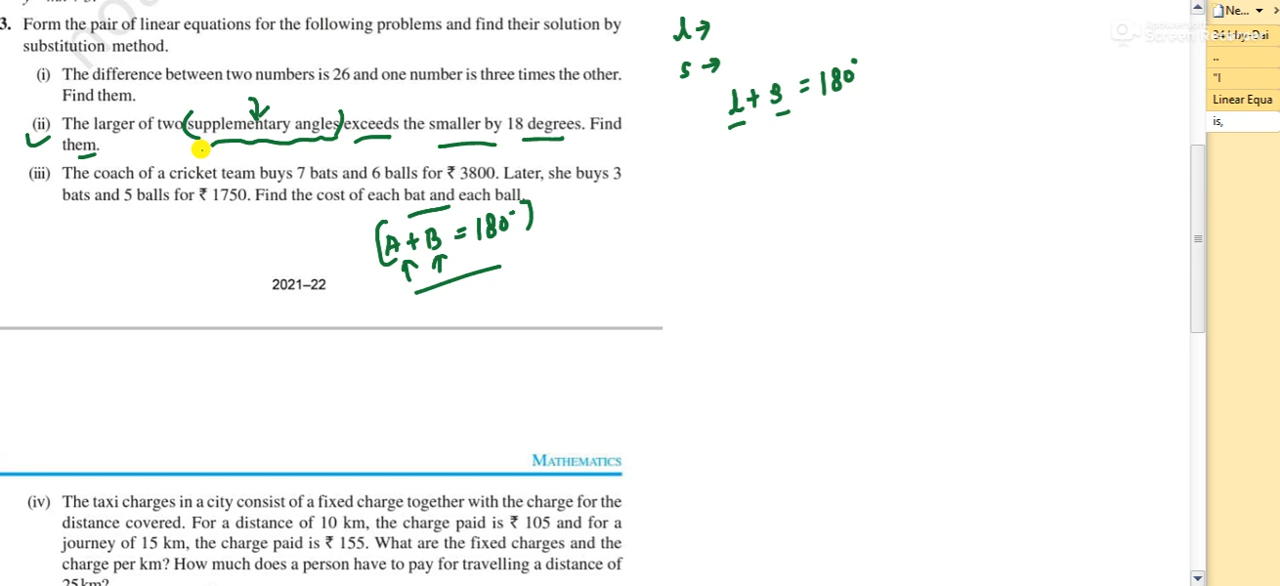 3. Form the pair of linear equations for the following problems and find their solution by
substitution method.
(i) The difference between two numbers is 26 and one number is three times the other.
Find them.
(ii) The larger of two supplementary angles exceeds the smaller by 18 degrees. Find
them.
(iii) The coach of a cricket team buys 7 bats and 6 balls for ₹ 3800. Later, she buys 3
bats and 5 balls for ₹ 1750. Find the cost of each bat and each ball.
(A + B = 180°)
2021–22
MATHEMATICS
(iv) The taxi charges in a city consist of a fixed charge together with the charge for the
distance covered. For a distance of 10 km, the charge paid is ₹ 105 and for a
journey of 15 km, the charge paid is ₹ 155. What are the fixed charges and the
charge per km? How much does a person have to pay for travelling a distance of
25 km?
l →
s →
l + s = 180°
Ne...
..
"I
Linear Equa
is,